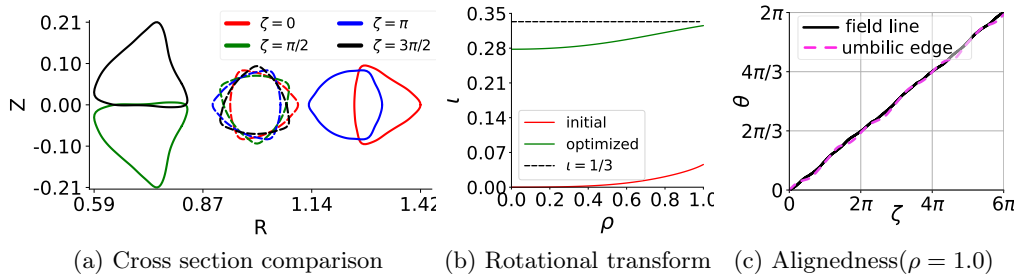 0.21
0.10
0.00
-0.10
-0.21
Z
0.59
0.87
1.14
1.42
R
ζ=0
ζ=π/2
ζ=π
ζ=3π/2
(a) Cross section comparison
0.35
0.28
0.21
0.14
0.07
0.00
ι
0.0
0.2
0.4
0.6
0.8
1.0
ρ
initial
optimized
ι = 1/3
(b) Rotational transform
2π
4π/3
2π/3
0
θ
0
2π
4π
6π
ζ
field line
umbilic edge
(c) Alignedness(ρ = 1.0)